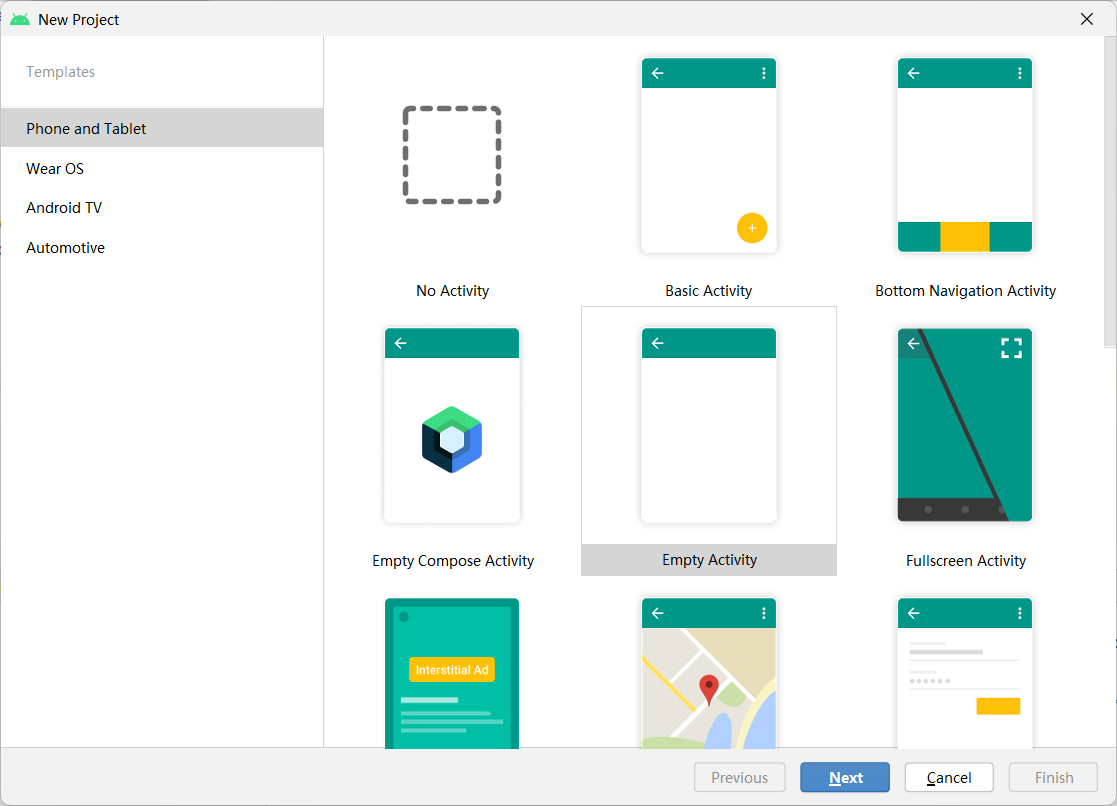 New Project
Templates
Phone and Tablet
Wear OS
Android TV
Automotive
No Activity
Basic Activity
Bottom Navigation Activity
Empty Compose Activity
Empty Activity
Fullscreen Activity
Interstitial Ad
Previous
Next
Cancel
Finish